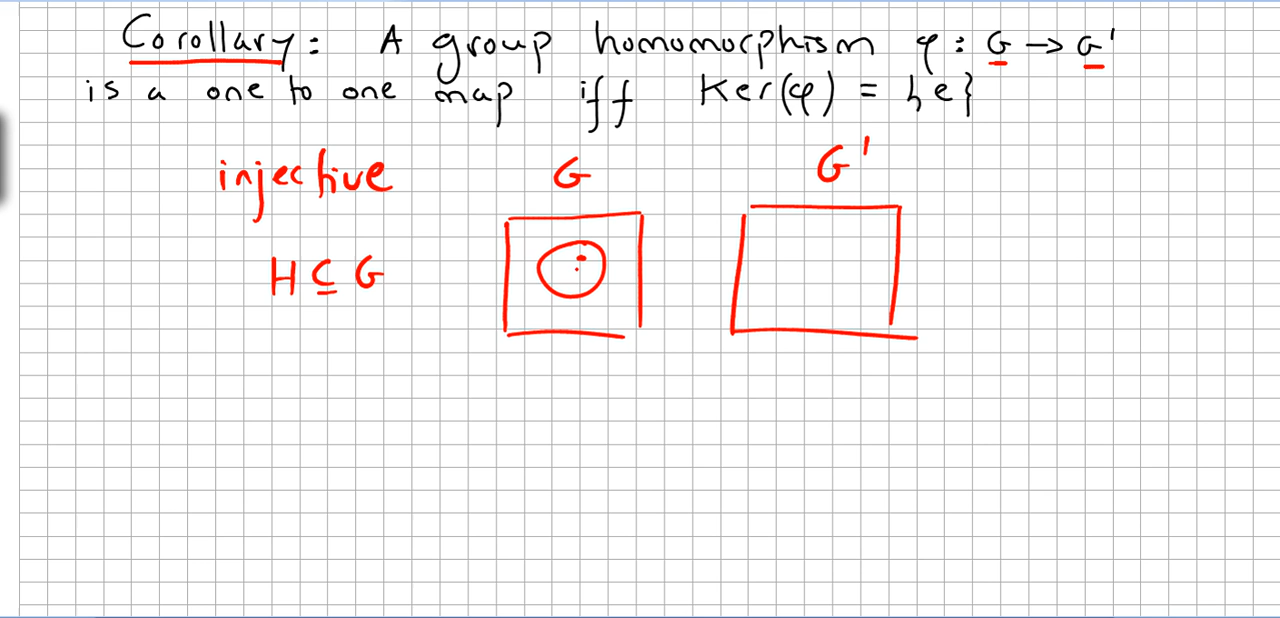 Corollary: A group homomorphism φ: G → G'
is a one to one map iff Ker(φ) = {e}
injective G G'
H ⊆ G